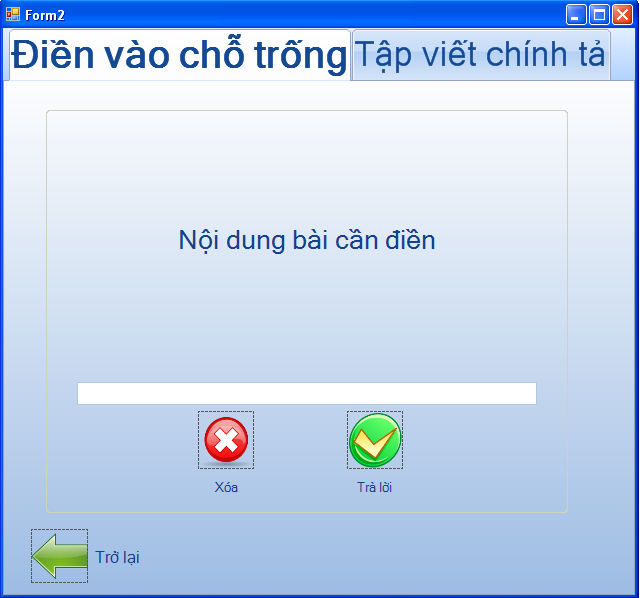 Form2
Điền vào chỗ trống
Tập viết chính tả
Nội dung bài cần điền
Xóa
Trả lời
Trở lại